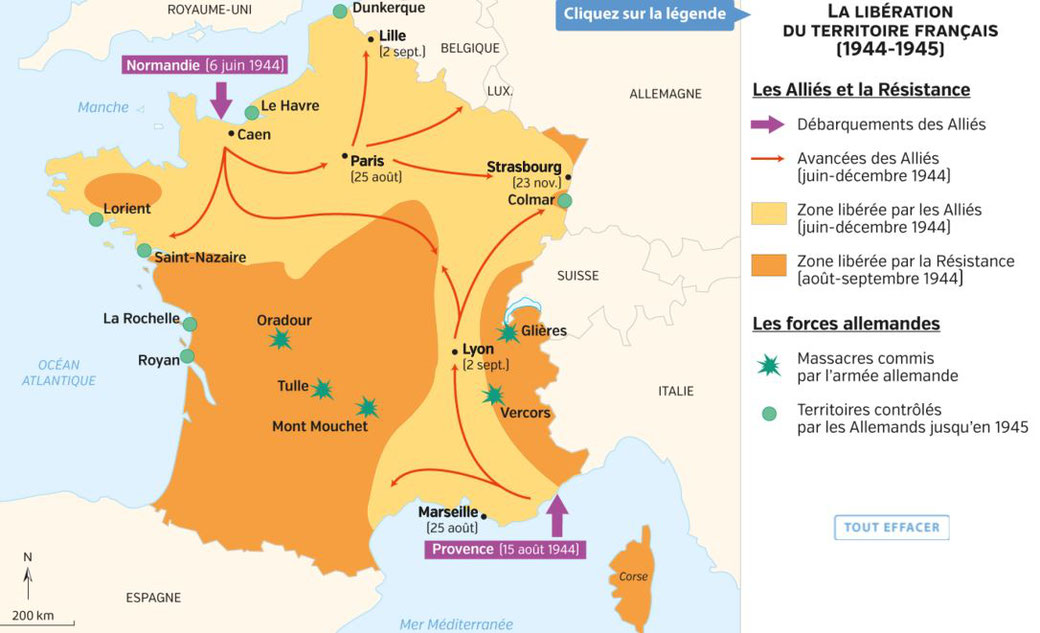 ROYAUME-UNI
Dunkerque
Cliquez sur la légende
Lille
(2 sept.)
BELGIQUE
Normandie (6 juin 1944)
LUX.
ALLEMAGNE
Manche
Le Havre
Caen
Paris
(25 août)
Strasbourg
(23 nov.)
Colmar
Lorient
Saint-Nazaire
SUISSE
La Rochelle
Oradour
Glières
Royan
Lyon
(2 sept.)
OCÉAN
ATLANTIQUE
Tulle
ITALIE
Mont Mouchet
Vercors
Marseille
(25 août)
Provence (15 août 1944)
N
200 km
ESPAGNE
Corse
Mer Méditerranée
LA LIBÉRATION
DU TERRITOIRE FRANÇAIS
(1944-1945)
Les Alliés et la Résistance
Débarquements des Alliés
Avancées des Alliés
(juin-décembre 1944)
Zone libérée par les Alliés
(juin-décembre 1944)
Zone libérée par la Résistance
(août-septembre 1944)
Les forces allemandes
Massacres commis
par l'armée allemande
Territoires contrôlés
par les Allemands jusqu'en 1945
TOUT EFFACER